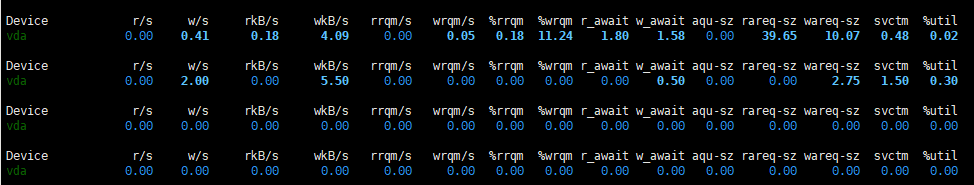 Device r/s w/s rkB/s wkB/s rrqm/s wrqm/s %rrqm %wrqm r_await w_await aqu-sz rareq-sz wareq-sz svctm %util
vda 0.00 0.41 0.18 4.09 0.00 0.05 0.18 11.24 1.80 1.58 0.00 39.65 10.07 0.48 0.02
Device r/s w/s rkB/s wkB/s rrqm/s wrqm/s %rrqm %wrqm r_await w_await aqu-sz rareq-sz wareq-sz svctm %util
vda 0.00 2.00 0.00 5.50 0.00 0.00 0.00 0.00 0.00 0.50 0.00 0.00 2.75 1.50 0.30
Device r/s w/s rkB/s wkB/s rrqm/s wrqm/s %rrqm %wrqm r_await w_await aqu-sz rareq-sz wareq-sz svctm %util
vda 0.00 0.00 0.00 0.00 0.00 0.00 0.00 0.00 0.00 0.00 0.00 0.00 0.00 0.00 0.00
Device r/s w/s rkB/s wkB/s rrqm/s wrqm/s %rrqm %wrqm r_await w_await aqu-sz rareq-sz wareq-sz svctm %util
vda 0.00 0.00 0.00 0.00 0.00 0.00 0.00 0.00 0.00 0.00 0.00 0.00 0.00 0.00 0.00